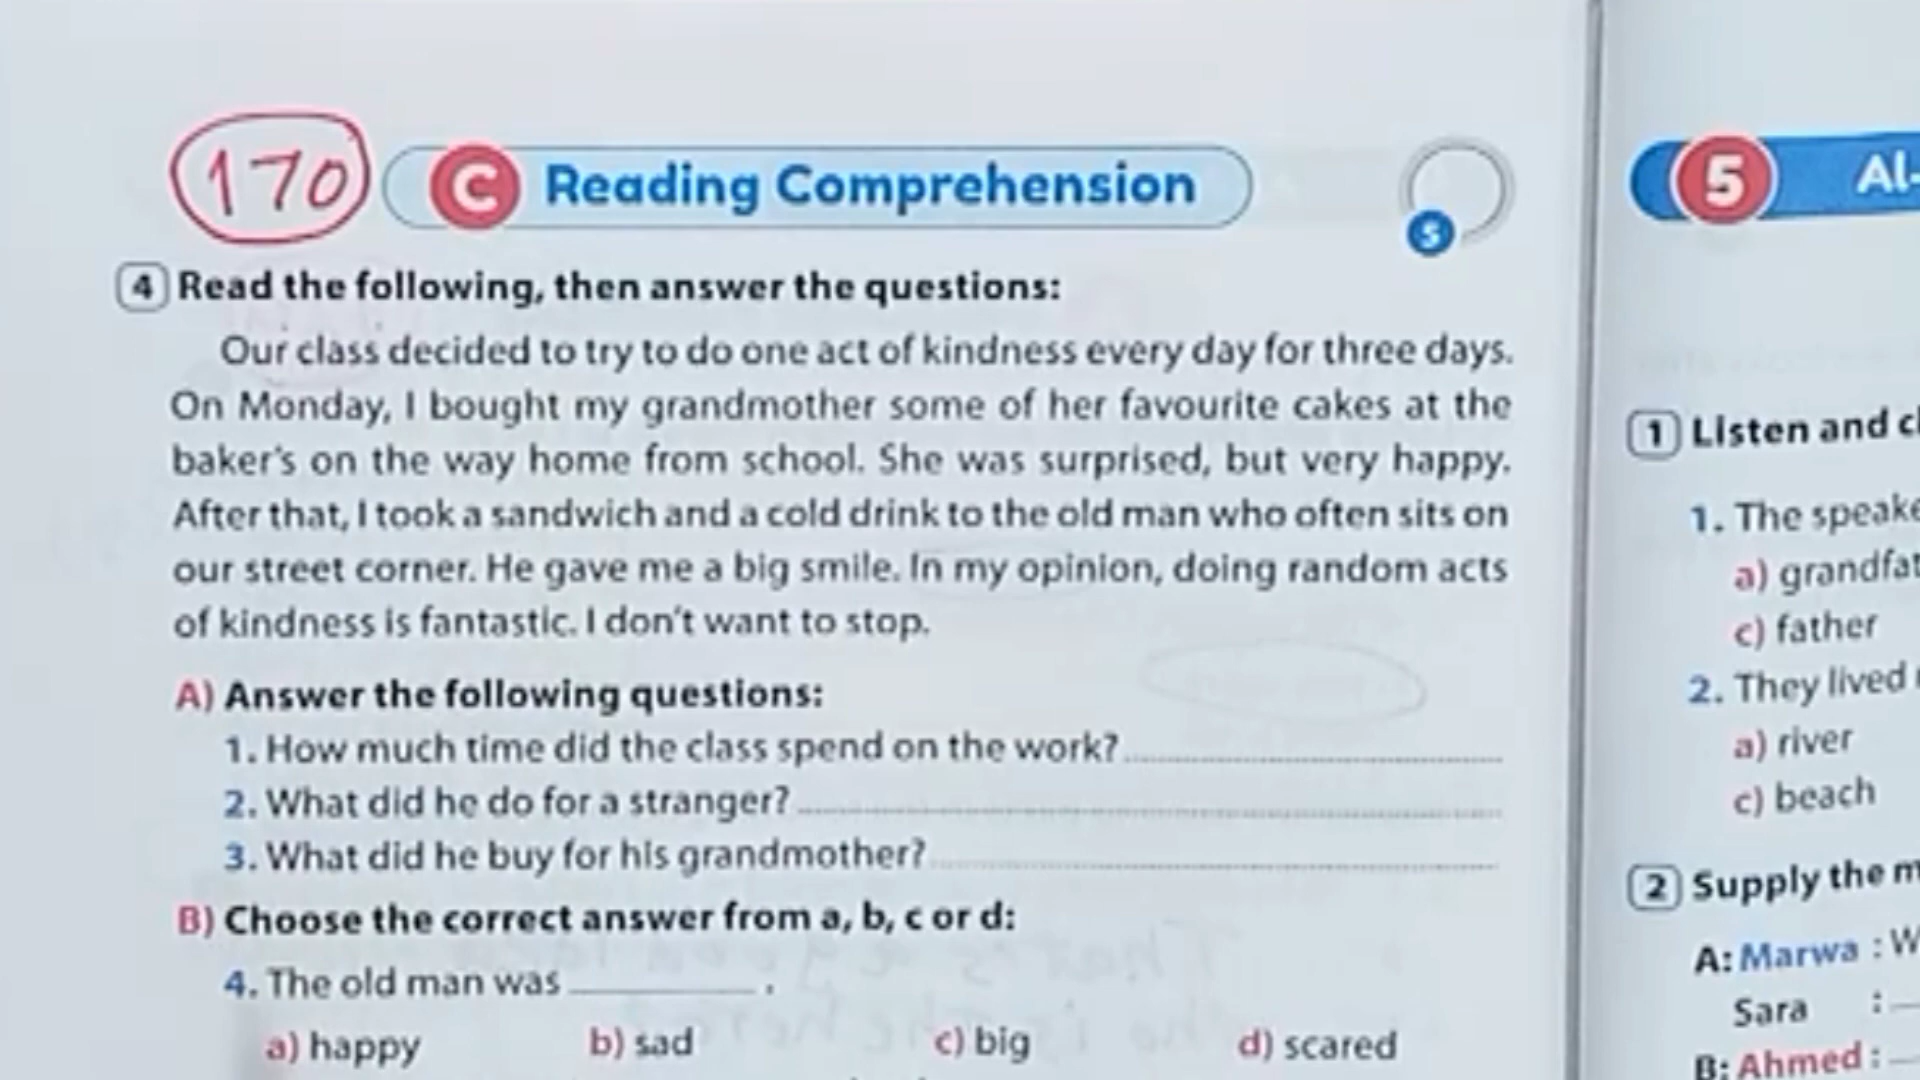 170
C Reading Comprehension
5
4 Read the following, then answer the questions:
Our class decided to try to do one act of kindness every day for three days.
On Monday, I bought my grandmother some of her favourite cakes at the
baker's on the way home from school. She was surprised, but very happy.
After that, I took a sandwich and a cold drink to the old man who often sits on
our street corner. He gave me a big smile. In my opinion, doing random acts
of kindness is fantastic. I don't want to stop.
A) Answer the following questions:
1. How much time did the class spend on the work?
2. What did he do for a stranger?
3. What did he buy for his grandmother?
B) Choose the correct answer from a, b, c or d:
4. The old man was ________ .
a) happy b) sad c) big d) scared
5 Al-
1 Listen and
1. The
a)
c) father
2. They lived
a) river
c) beach
2 Supply the
A: Marwa :
Sara :
B: Ahmed :